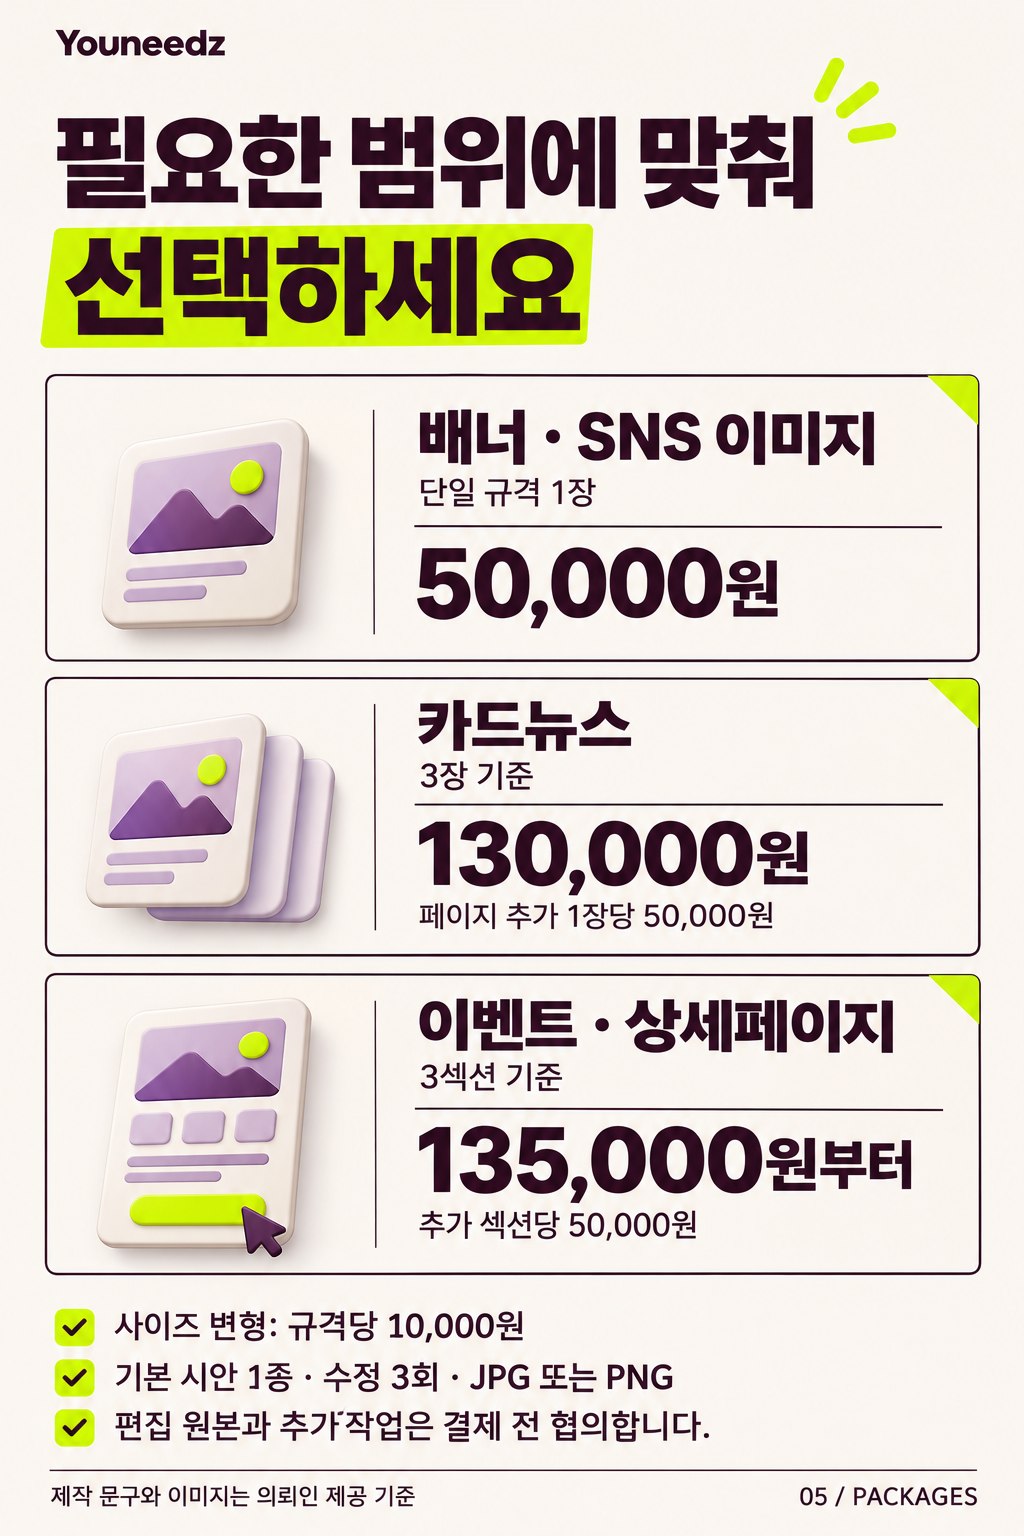 Youneedz
필요한 범위에 맞춰
선택하세요
배너 · SNS 이미지
단일 규격 1장
50,000원
카드뉴스
3장 기준
130,000원
페이지 추가 1장당 50,000원
이벤트 · 상세페이지
3섹션 기준
135,000원부터
추가 섹션당 50,000원
사이즈 변형: 규격당 10,000원
기본 시안 1종 · 수정 3회 · JPG 또는 PNG
편집 원본과 추가작업은 결제 전 협의합니다.
제작 문구와 이미지는 의뢰인 제공 기준
05 / PACKAGES